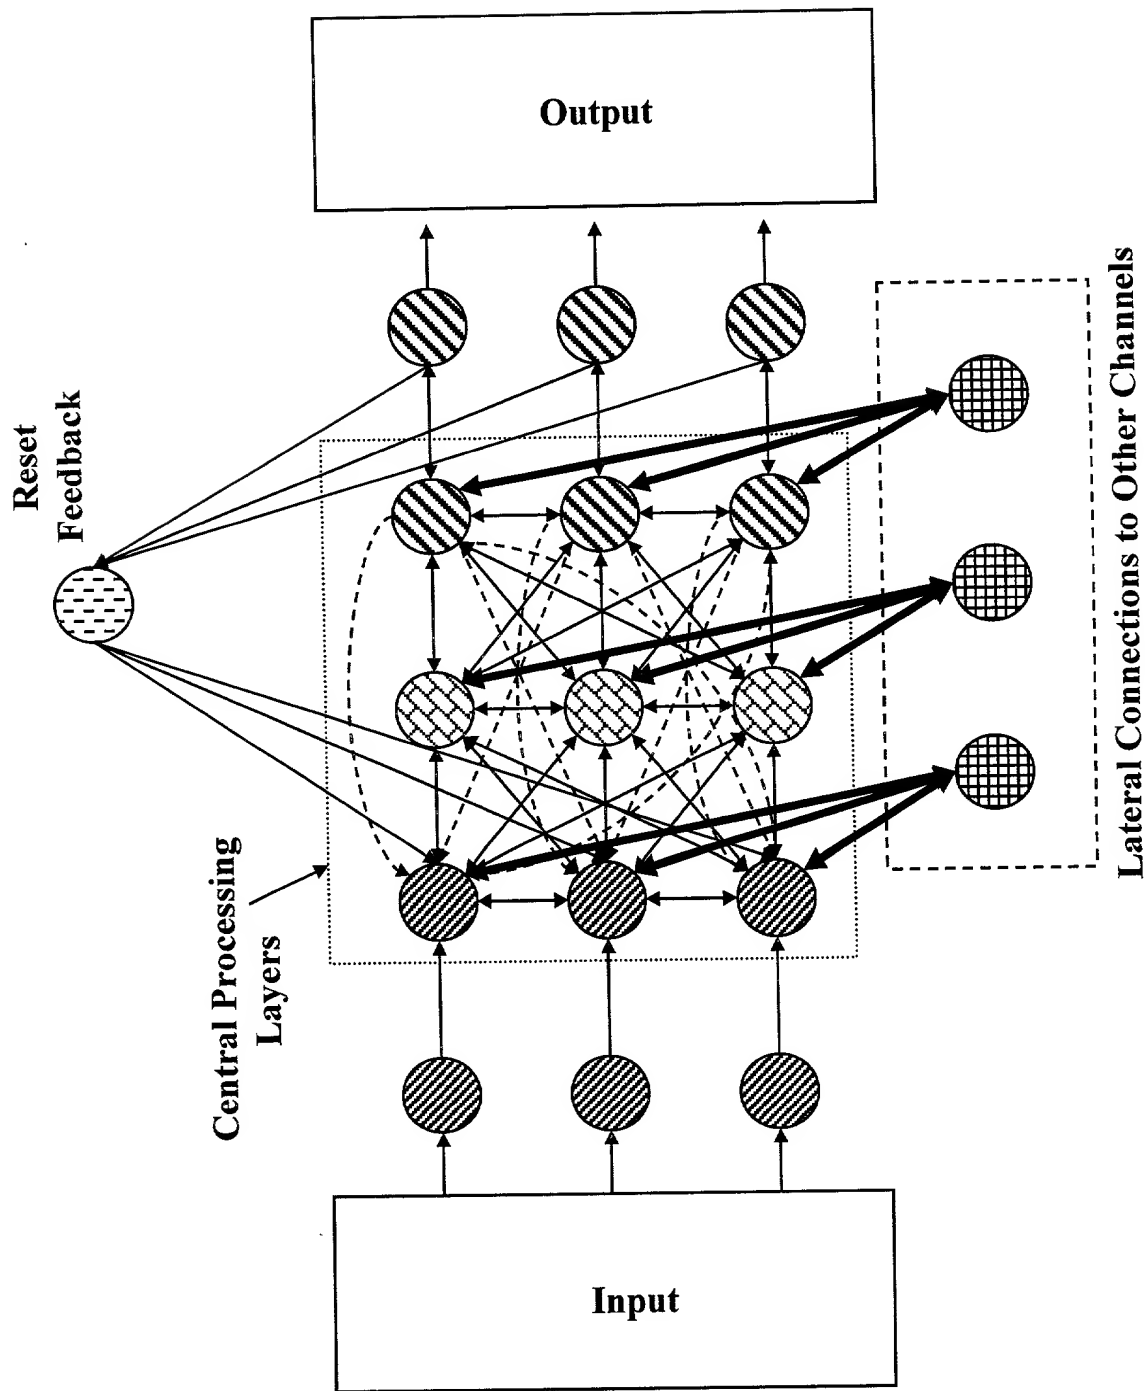 Output
Reset
Feedback
Central Processing
Layers
Lateral Connections to Other Channels
Input